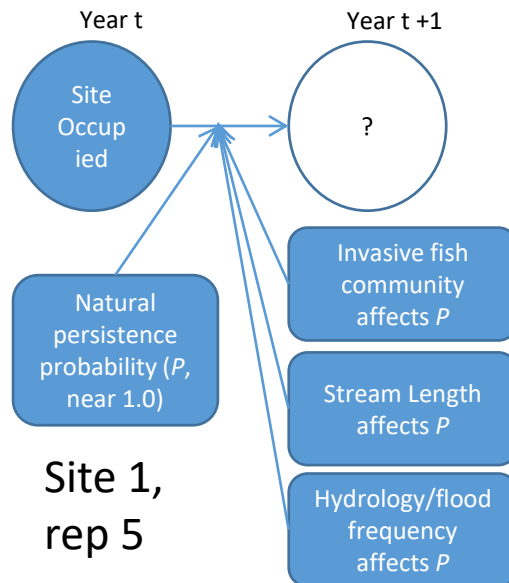 Year t
Year t +1
Site
Occup
ied
?
Natural
persistence
probability (P,
near 1.0)
Invasive fish
community
affects P
Stream Length
affects P
Hydrology/flood
frequency
affects P
Site 1,
rep 5